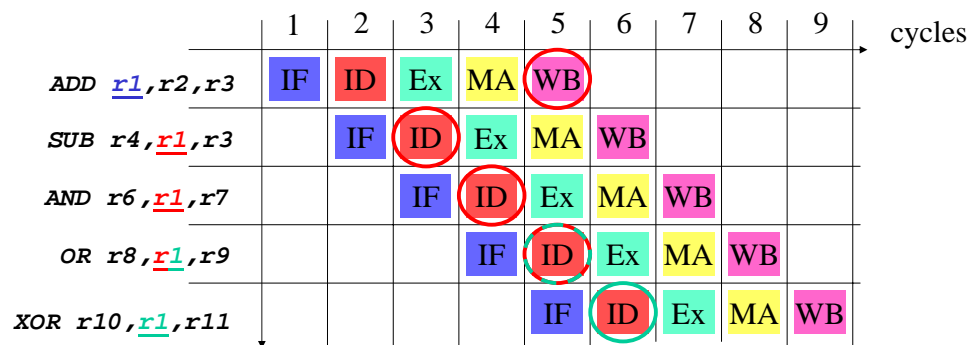 1 2 3 4 5 6 7 8 9 cycles
ADD r1,r2,r3 IF ID Ex MA WB
SUB r4,r1,r3 IF ID Ex MA WB
AND r6,r1,r7 IF ID Ex MA WB
OR r8,r1,r9 IF ID Ex MA WB
XOR r10,r1,r11 IF ID Ex MA WB